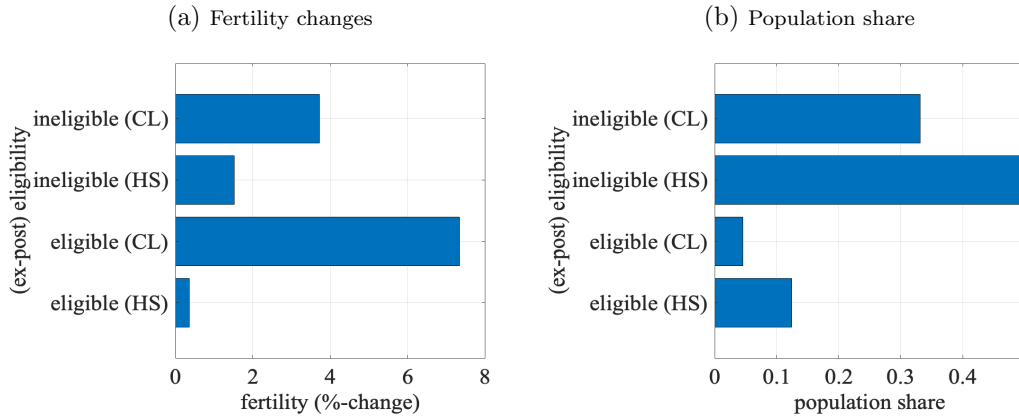 (a) Fertility changes
(ex-post) eligibility
ineligible (CL)
ineligible (HS)
eligible (CL)
eligible (HS)
0 2 4 6 8
fertility (%-change)
(b) Population share
(ex-post) eligibility
ineligible (CL)
ineligible (HS)
eligible (CL)
eligible (HS)
0 0.1 0.2 0.3 0.4
population share